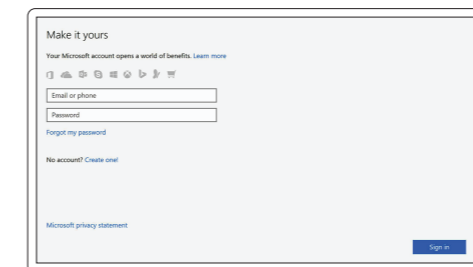 Make it yours
Your Microsoft account opens a world of benefits. Learn more
Email or phone
Password
Forgot my password
No account? Create one!
Microsoft privacy statement
Sign in